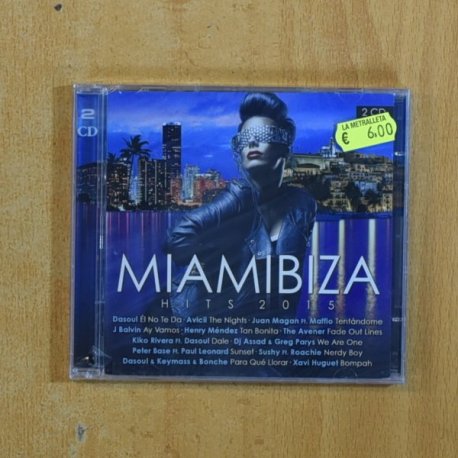 2
CD
2 CD
LA METRALLETA
€ 6.00
MIAMIBIZA
HITS 2015
Dasoul Él No Te Da · Avicii The Nights · Juan Magan Ft. Maffio Tentándome
J Balvin Ay Vamos · Henry Méndez Tan Bonita · The Avener Fade Out Lines
Kiko Rivera ft. Dasoul Dale · Dj Assad & Greg Parys We Are One
Peter Base ft. Paul Leonard Sunset · Sushy ft. Roachie Nerdy Boy
Dasoul & Keymass & Bonche Para Qué Llorar · Xavi Huguet Bompah